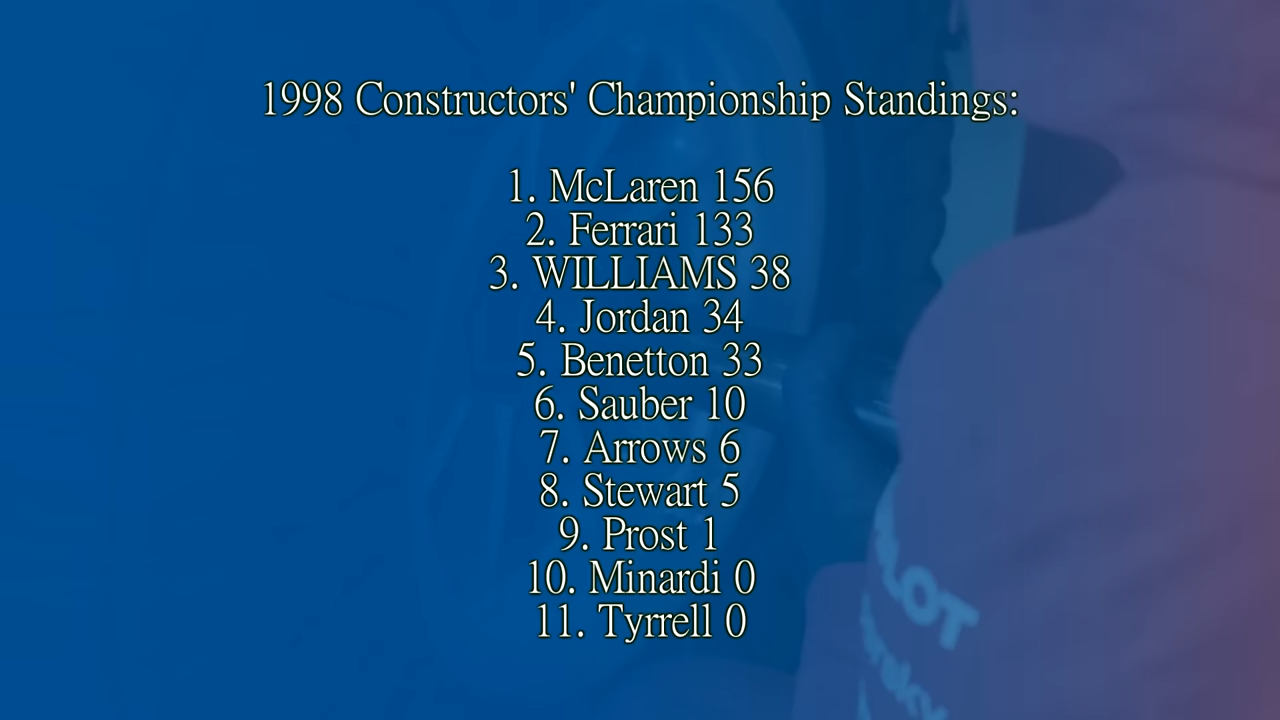 1998 Constructors' Championship Standings:
1. McLaren 156
2. Ferrari 133
3. WILLIAMS 38
4. Jordan 34
5. Benetton 33
6. Sauber 10
7. Arrows 6
8. Stewart 5
9. Prost 1
10. Minardi 0
11. Tyrrell 0